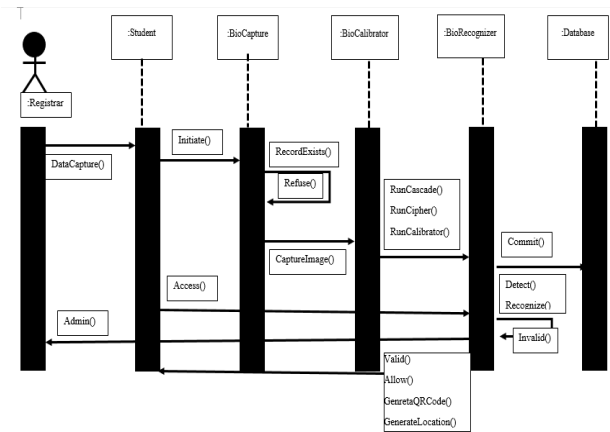 :Student
:BioCapture
:BioCalibrator
:BioRecognizer
:Database
:Registrar
DataCapture()
Initiate()
RecordExists()
Refuse()
CaptureImage()
RunCascade()
RunCipher()
RunCalibrator()
Commit()
Access()
Detect()
Recognize()
Invalid()
Admin()
Valid()
Allow()
GenretaQRCode()
GenerateLocation()